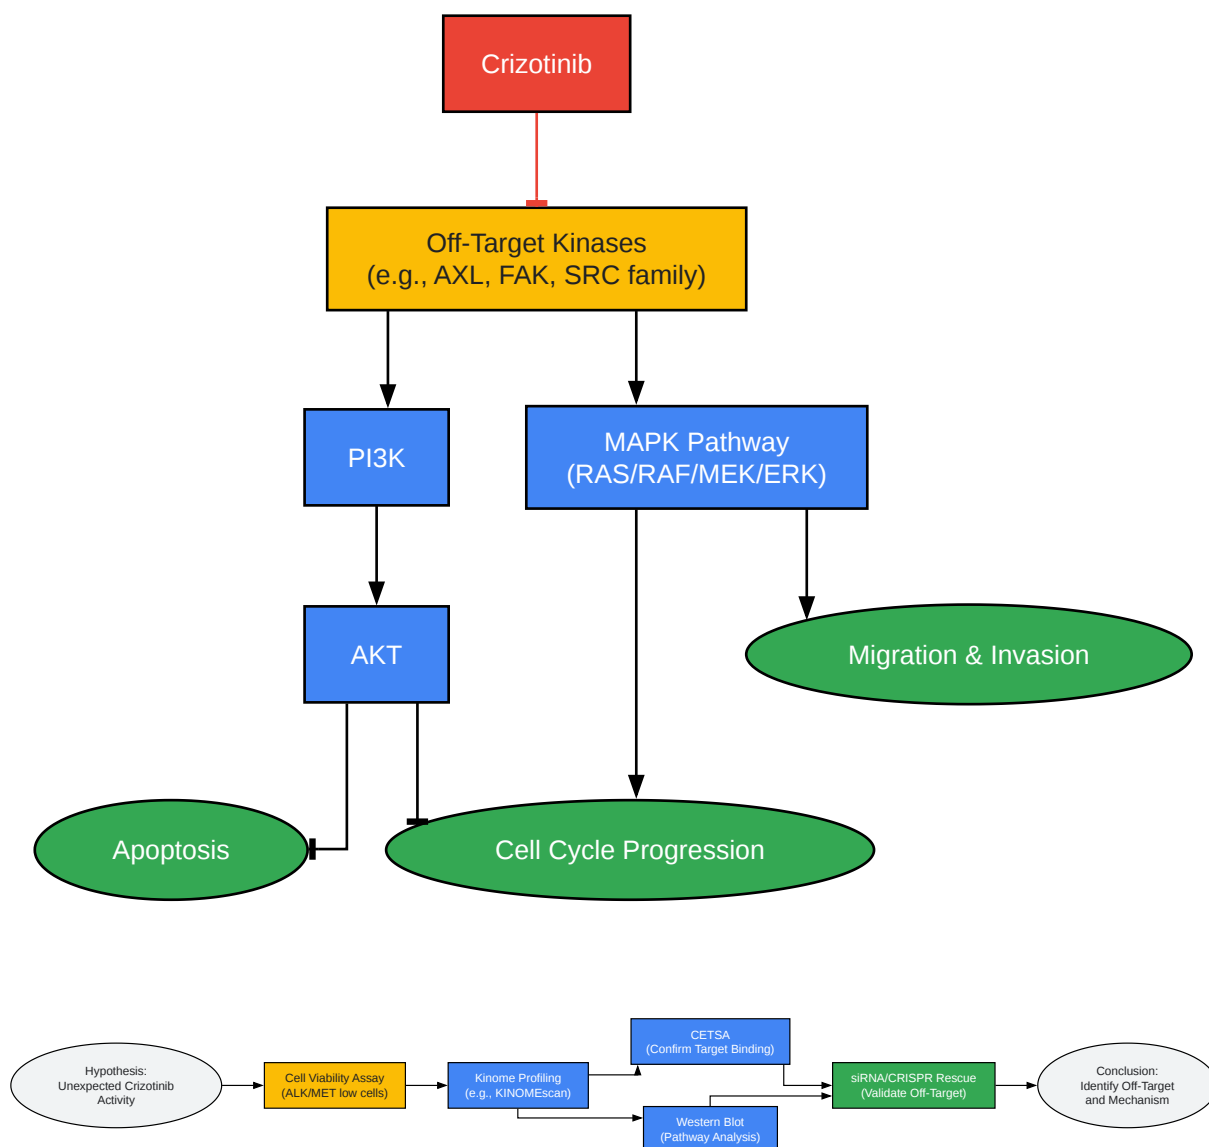 Crizotinib
Off-Target Kinases
(e.g., AXL, FAK, SRC family)
PI3K
MAPK Pathway
(RAS/RAF/MEK/ERK)
AKT
Migration & Invasion
Apoptosis
Cell Cycle Progression
Hypothesis:
Unexpected Crizotinib
Activity
Cell Viability Assay
(ALK/MET low cells)
Kinome Profiling
(e.g., KINOMEscan)
CETSA
(Confirm Target Binding)
Western Blot
(Pathway Analysis)
siRNA/CRISPR Rescue
(Validate Off-Target)
Conclusion:
Identify Off-Target
and Mechanism